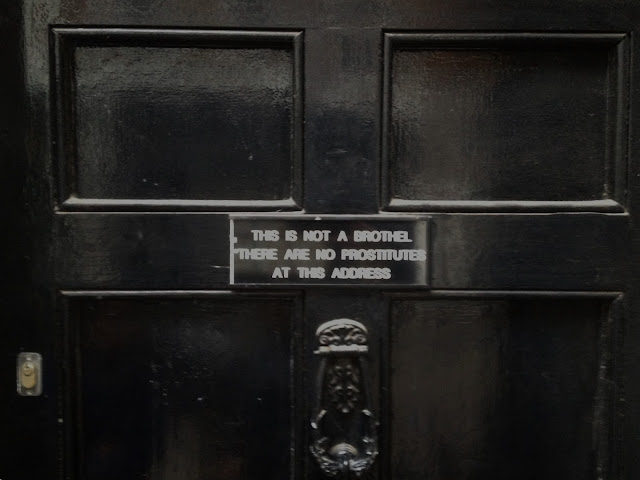 THIS IS NOT A BROTHEL
THERE ARE NO PROSTITUTES
AT THIS ADDRESS